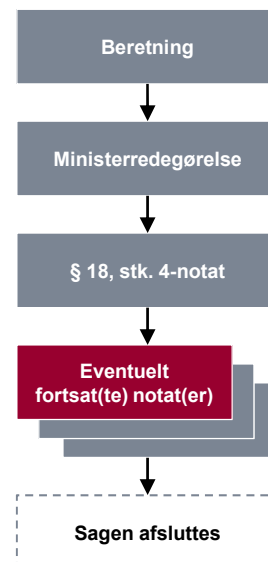 Beretning
Ministerredegørelse
§ 18, stk. 4-notat
Eventuelt
fortsat(te) notat(er)
Sagen afsluttes